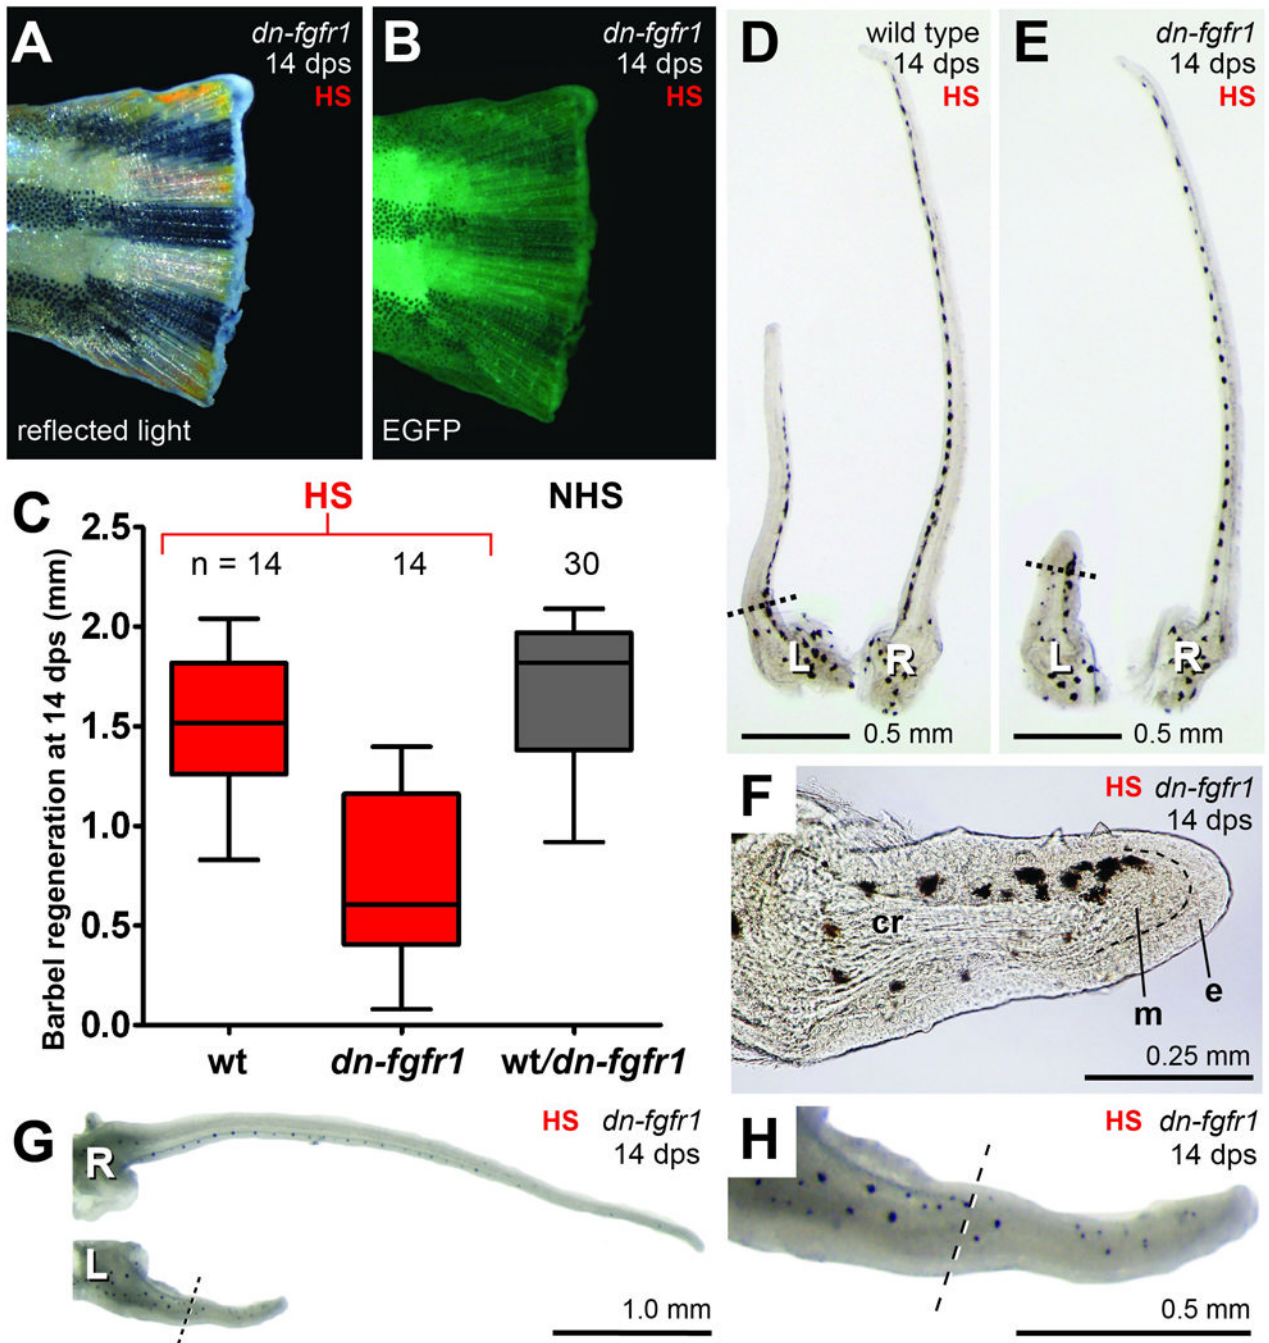 A
dn-fgfr1
14 dps
HS
reflected light
B
dn-fgfr1
14 dps
HS
EGFP
C
HS
NHS
n = 14
14
30
Barbel regeneration at 14 dps (mm)
2.5
2.0
1.5
1.0
0.5
0.0
wt
dn-fgfr1
wt/dn-fgfr1
D
wild type
14 dps
HS
L
R
0.5 mm
E
dn-fgfr1
14 dps
HS
L
R
0.5 mm
F
HS dn-fgfr1
14 dps
cr
m
e
0.25 mm
G
HS dn-fgfr1
14 dps
R
L
1.0 mm
H
HS dn-fgfr1
14 dps
0.5 mm